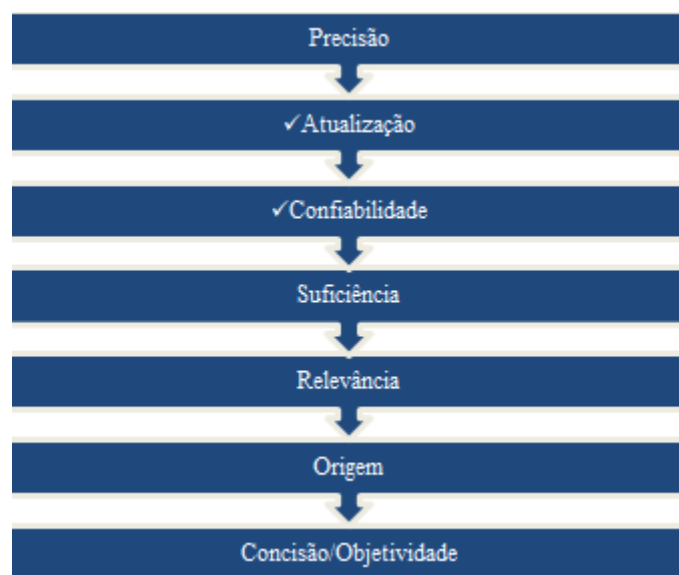 Precisão
✓Atualização
✓Confiabilidade
Suficiência
Relevância
Origem
Concisão/Objetividade